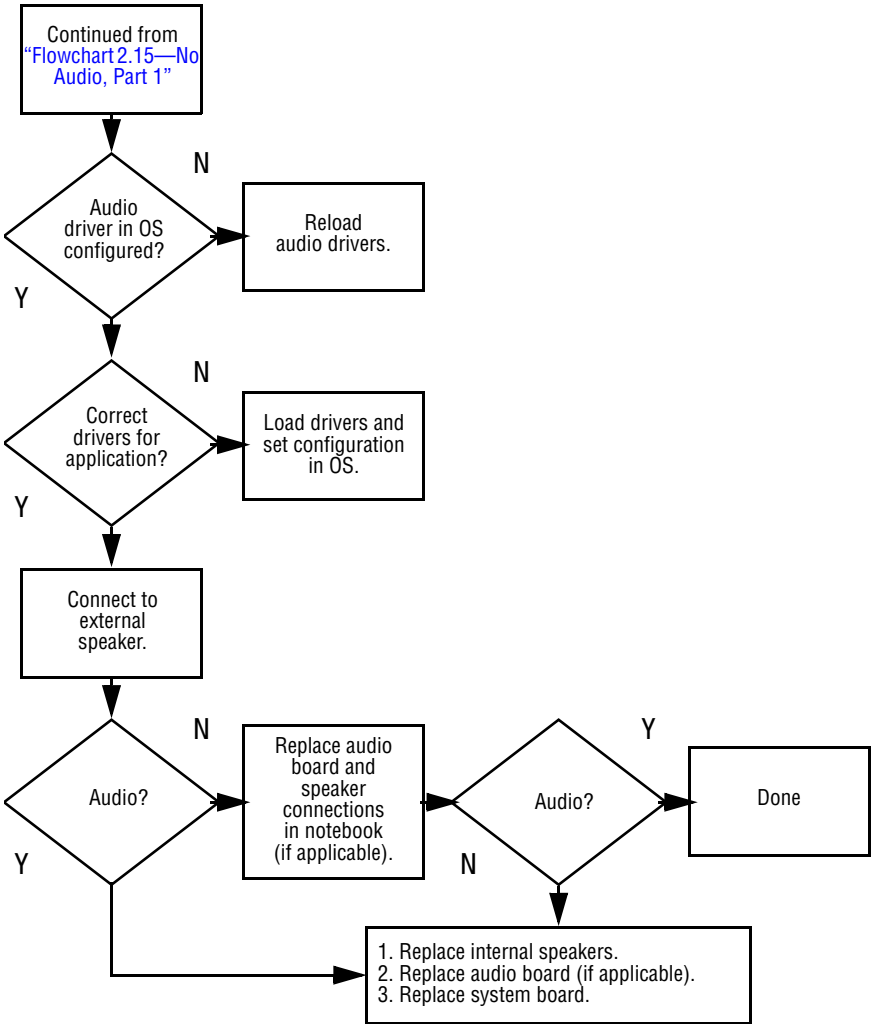 Continued from
“Flowchart 2.15—No
Audio, Part 1”
N
Audio
driver in OS
configured?
Reload
audio drivers.
Y
N
Correct
drivers for
application?
Load drivers and
set configuration
in OS.
Y
Connect to
external
speaker.
N
Audio?
Replace audio
board and
speaker
connections
in notebook
(if applicable).
Y
Audio?
Done
Y
N
1. Replace internal speakers.
2. Replace audio board (if applicable).
3. Replace system board.